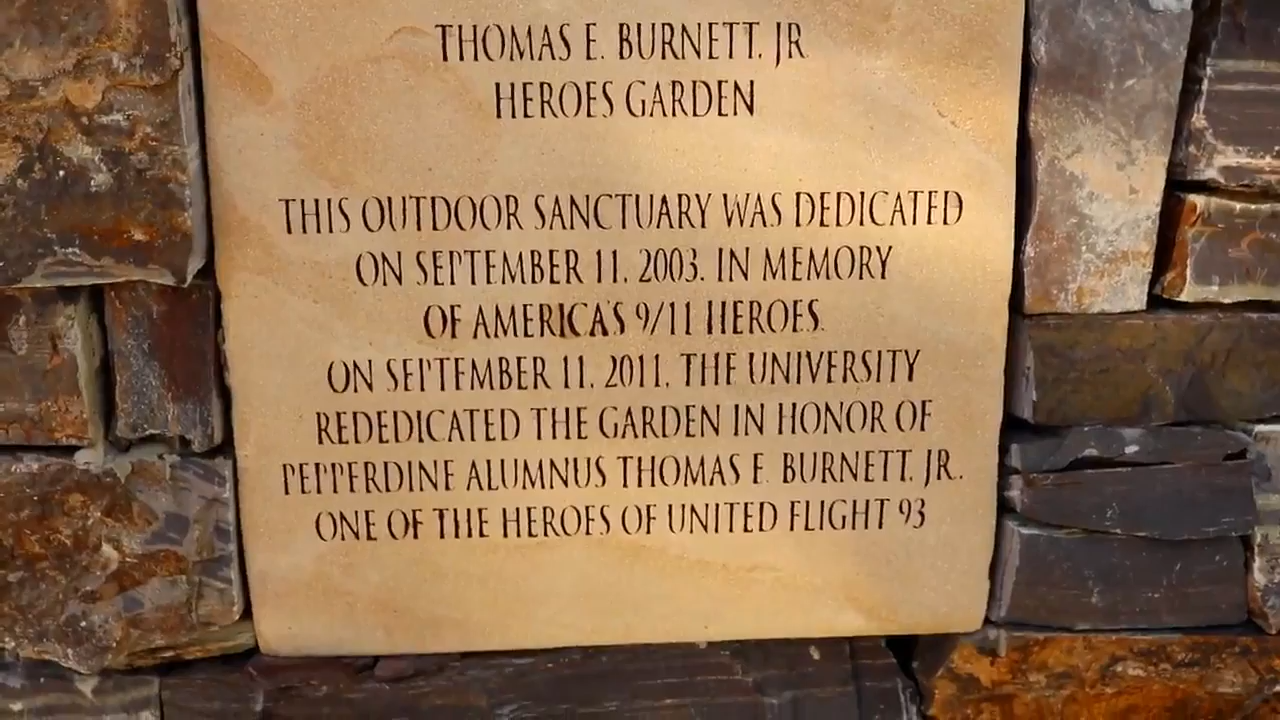 THOMAS E. BURNETT, JR
HEROES GARDEN
THIS OUTDOOR SANCTUARY WAS DEDICATED
ON SEPTEMBER 11, 2003, IN MEMORY
OF AMERICA'S 9/11 HEROES.
ON SEPTEMBER 11, 2011, THE UNIVERSITY
REDEDICATED THE GARDEN IN HONOR OF
PEPPERDINE ALUMNUS THOMAS E. BURNETT, JR.
ONE OF THE HEROES OF UNITED FLIGHT 93